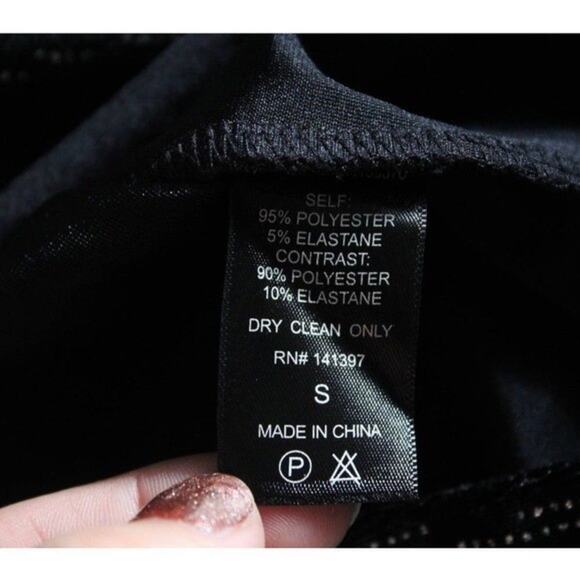 SELF:
95% POLYESTER
5% ELASTANE
CONTRAST:
90% POLYESTER
10% ELASTANE
DRY CLEAN ONLY
RN# 141397
S
MADE IN CHINA
P